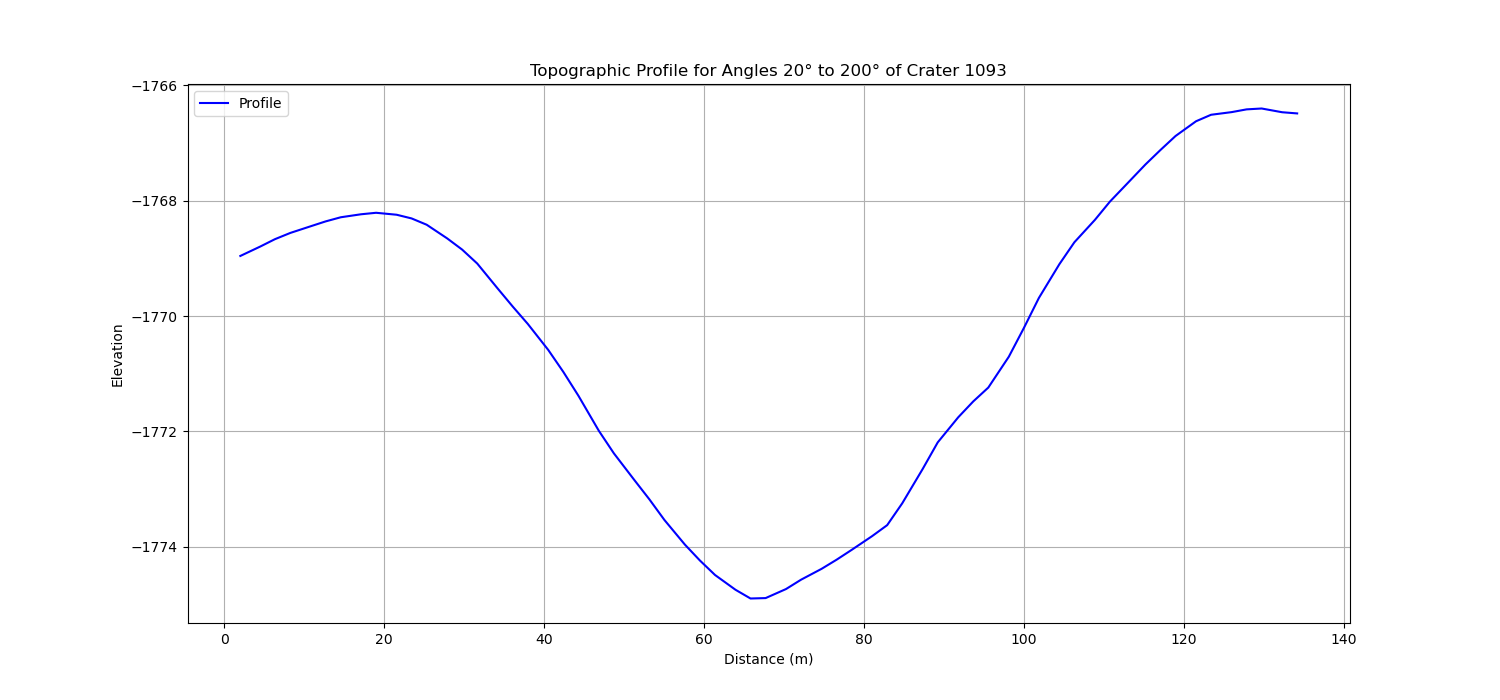 Topographic Profile for Angles 20° to 200° of Crater 1093
Profile
−1766
−1768
−1770
−1772
−1774
Elevation
0 20 40 60 80 100 120 140
Distance (m)